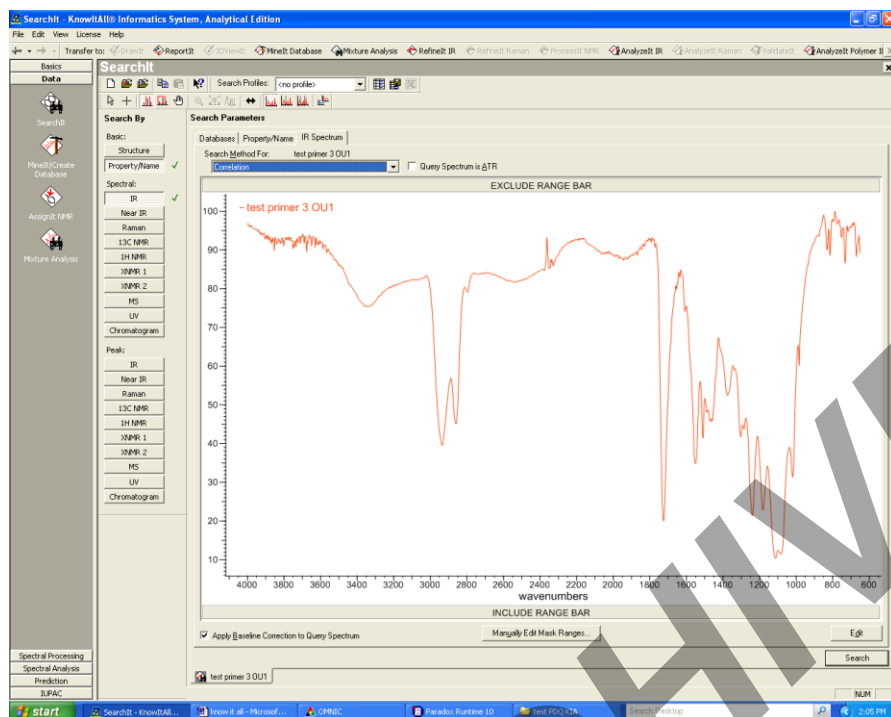 SearchIt - KnowItAll® Informatics System, Analytical Edition
File Edit View License Help
Transfer to: DrawIt ReportIt 3DViewIt MineIt Database Mixture Analysis RefineIt IR RefineIt Raman ProcessIt NMR AnalyzeIt IR AnalyzeIt Raman ValidateIt AnalyzeIt Polymer I
Basics
Data
SearchIt
MineIt/Create
Database
AssignIt NMR
Mixture Analysis
Spectral Processing
Spectral Analysis
Prediction
IUPAC
SearchIt
Search Profiles: <no profile>
Search By
Basic:
Structure
Property/Name
Spectral:
IR
Near IR
Raman
13C NMR
1H NMR
XNMR 1
XNMR 2
MS
UV
Chromatogram
Peak:
IR
Near IR
Raman
13C NMR
1H NMR
XNMR 1
XNMR 2
MS
UV
Chromatogram
Search Parameters
Databases Property/Name IR Spectrum
Search Method For: test primer 3 OU1
Correlation Query Spectrum is ATR
EXCLUDE RANGE BAR
test primer 3 OU1
100
90
80
70
60
50
40
30
20
10
4000 3800 3600 3400 3200 3000 2800 2600 2400 2200 2000 1800 1600 1400 1200 1000 800 600
wavenumbers
INCLUDE RANGE BAR
Apply Baseline Correction to Query Spectrum Manually Edit Mask Ranges... Edit
Search
test primer 3 OU1
NUM
start SearchIt - KnowItAll... know it all - Microsof... OMNIC Paradox Runtime 10 test PDQ KIA Search Desktop 2:05 PM